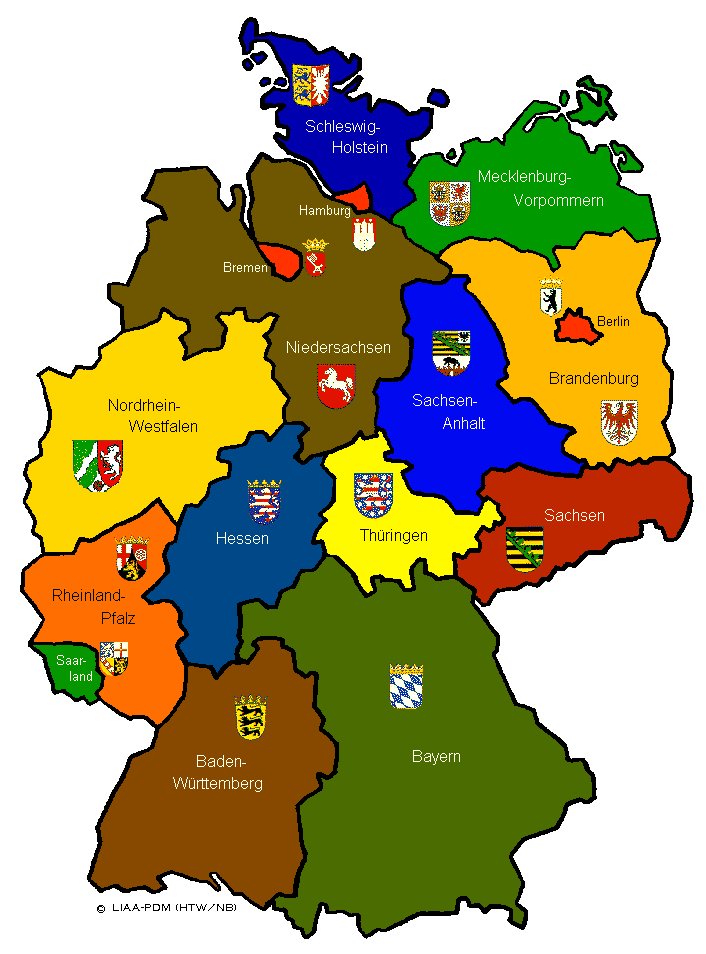 Schleswig-
Holstein
Mecklenburg-
Vorpommern
Hamburg
Bremen
Berlin
Niedersachsen
Brandenburg
Sachsen-
Anhalt
Nordrhein-
Westfalen
Sachsen
Thüringen
Hessen
Rheinland-
Pfalz
Saar-
land
Bayern
Baden-
Württemberg
© LIAA-PDM (HTW/NB)